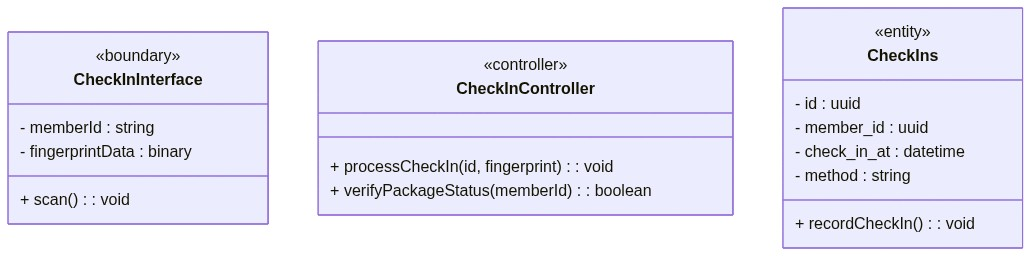 «boundary»
CheckInInterface
- memberId : string
- fingerprintData : binary
+ scan() : : void
«controller»
CheckInController
+ processCheckIn(id, fingerprint) : : void
+ verifyPackageStatus(memberId) : : boolean
«entity»
CheckIns
- id : uuid
- member_id : uuid
- check_in_at : datetime
- method : string
+ recordCheckIn() : : void